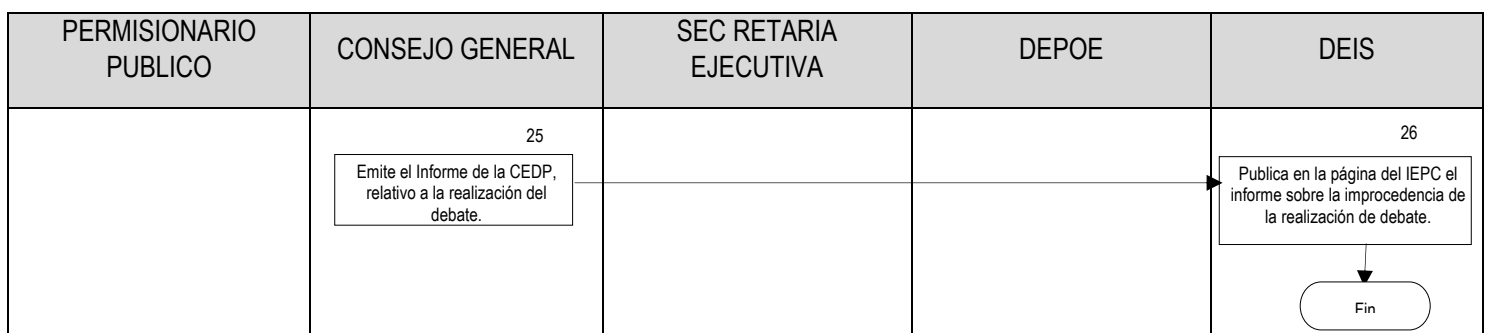 PERMISIONARIO
PUBLICO
CONSEJO GENERAL
SEC RETARIA
EJECUTIVA
DEPOE
DEIS
25
Emite el Informe de la CEDP,
relativo a la realización del
debate.
26
Publica en la página del IEPC el
informe sobre la improcedencia de
la realización de debate.
Fin